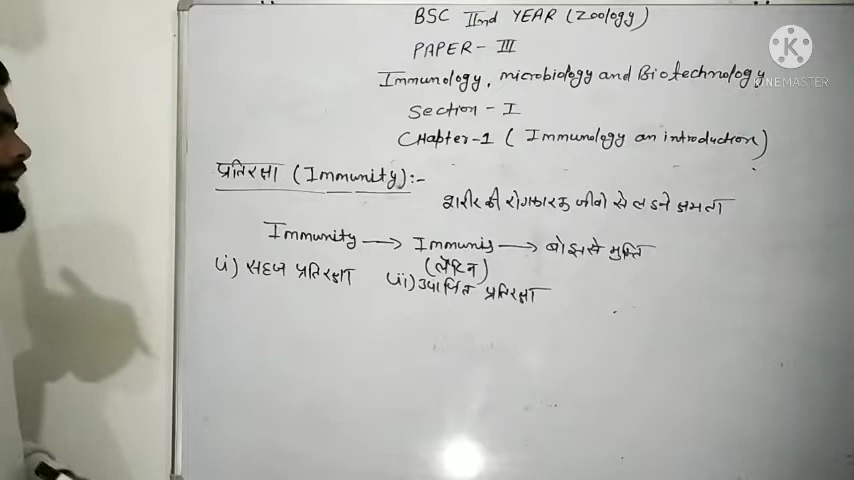 BSC IInd YEAR (Zoology)
PAPER - III
Immunology, microbiology and Biotechnology
Section - I
CHapter-1 ( Immunology an introduction)
प्रतिरक्षा (Immunity) :-
शरीर की रोगकारक जीवो से लडने क्षमता
Immunity → Immunis → बोझ से मुक्ति
(लैटिन)
(i) सहज प्रतिरक्षा (ii) उपार्जित प्रतिरक्षा
K
KINEMASTER